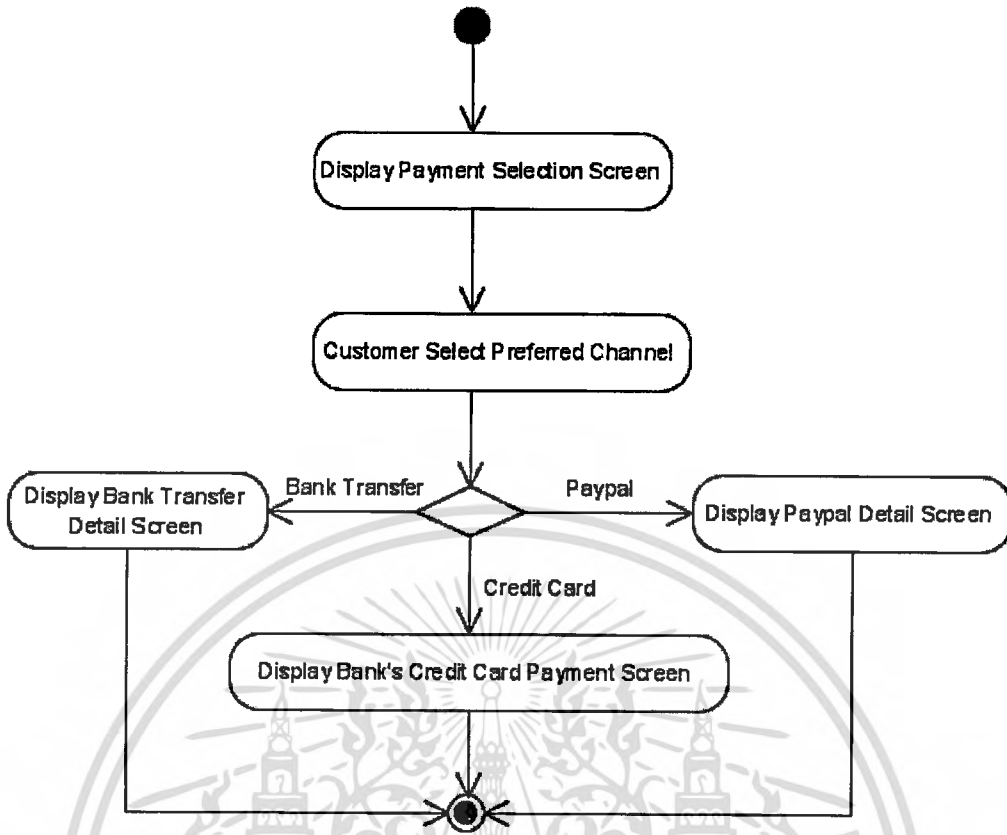 Display Payment Selection Screen
Customer Select Preferred Channel
Bank Transfer
Paypal
Display Bank Transfer
Detail Screen
Display Paypal Detail Screen
Credit Card
Display Bank's Credit Card Payment Screen